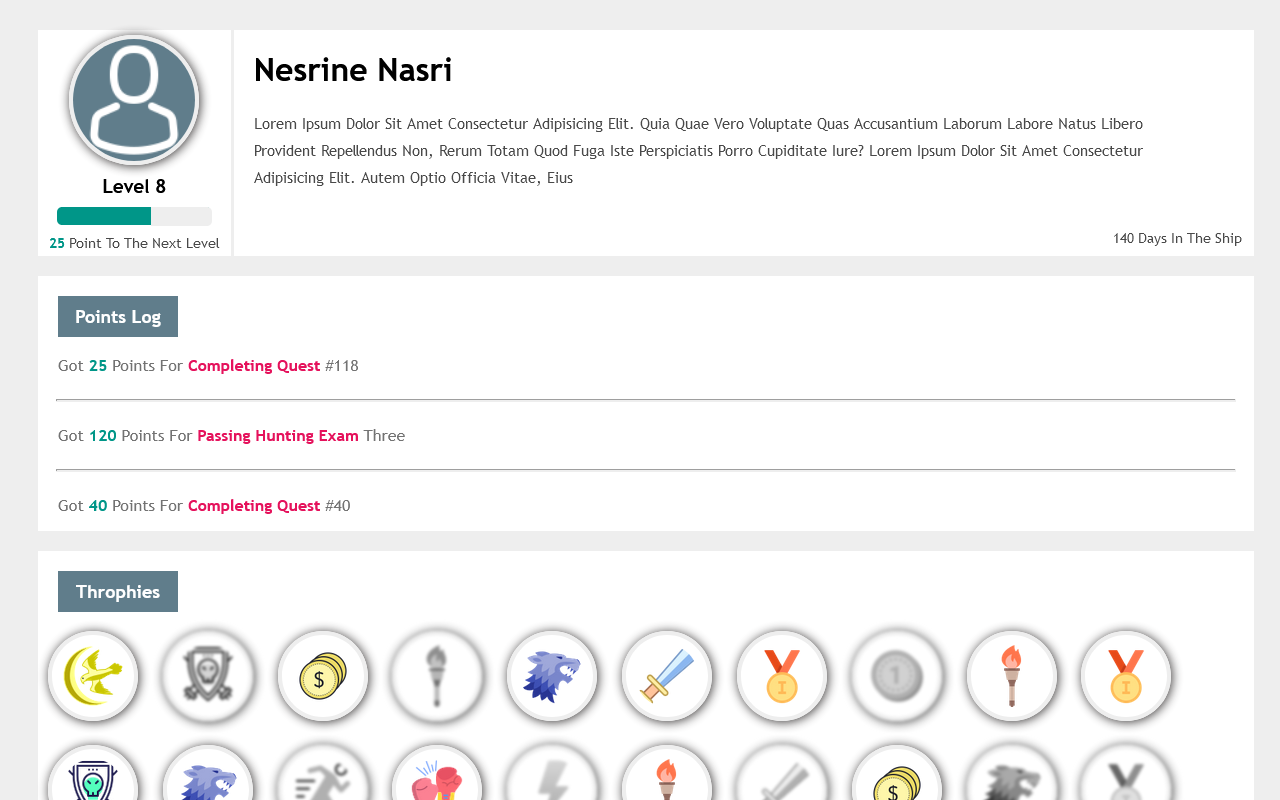 Nesrine Nasri
Lorem Ipsum Dolor Sit Amet Consectetur Adipisicing Elit. Quia Quae Vero Voluptate Quas Accusantium Laborum Labore Natus Libero
Provident Repellendus Non, Rerum Totam Quod Fuga Iste Perspiciatis Porro Cupiditate Iure? Lorem Ipsum Dolor Sit Amet Consectetur
Adipisicing Elit. Autem Optio Officia Vitae, Eius
Level 8
25 Point To The Next Level
140 Days In The Ship
Points Log
Got 25 Points For Completing Quest #118
Got 120 Points For Passing Hunting Exam Three
Got 40 Points For Completing Quest #40
Throphies
$
1
$